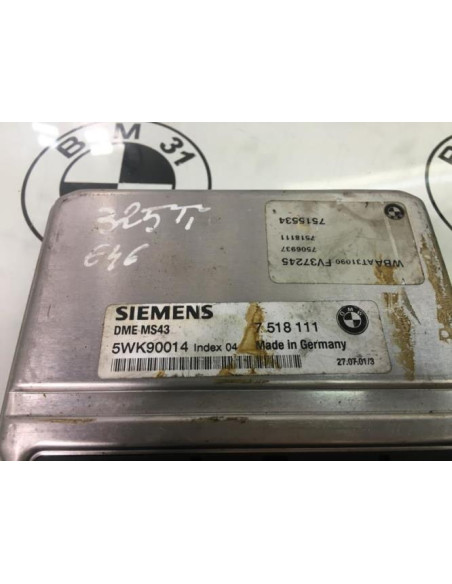 BM 31
325Ti
E46
7515534
7518111
7506937
WBAAT31090 FV37245
SIEMENS
DME-MS43
7 518 111
5WK90014 Index 04 Made in Germany
27.07.01/3